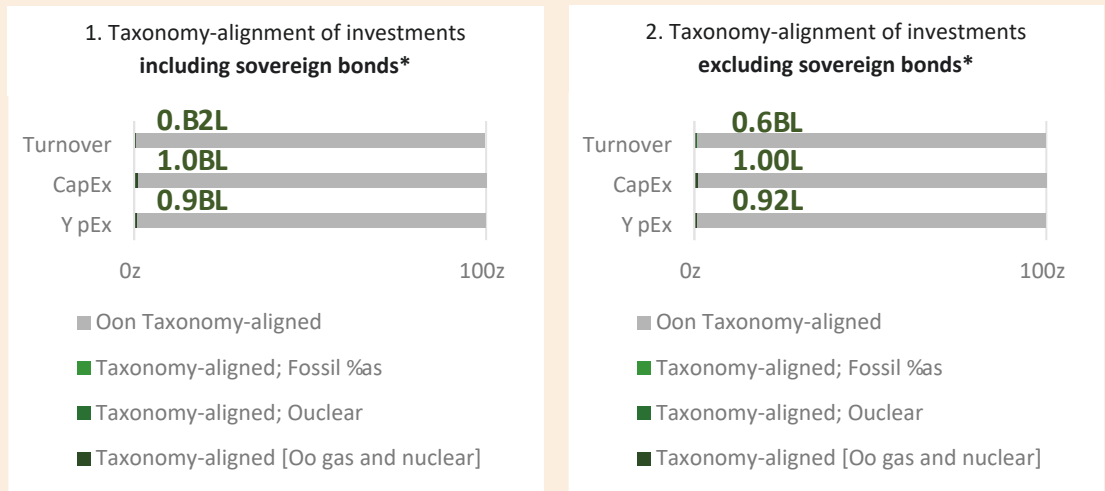 1. Taxonomy-alignment of investments
including sovereign bonds*
0.B2L
Turnover
1.0BL
CapEx
0.9BL
Y pEx
0z 100z
Oon Taxonomy-aligned
Taxonomy-aligned; Fossil %as
Taxonomy-aligned; Ouclear
Taxonomy-aligned [Oo gas and nuclear]
2. Taxonomy-alignment of investments
excluding sovereign bonds*
0.6BL
Turnover
1.00L
CapEx
0.92L
Y pEx
0z 100z
Oon Taxonomy-aligned
Taxonomy-aligned; Fossil %as
Taxonomy-aligned; Ouclear
Taxonomy-aligned [Oo gas and nuclear]